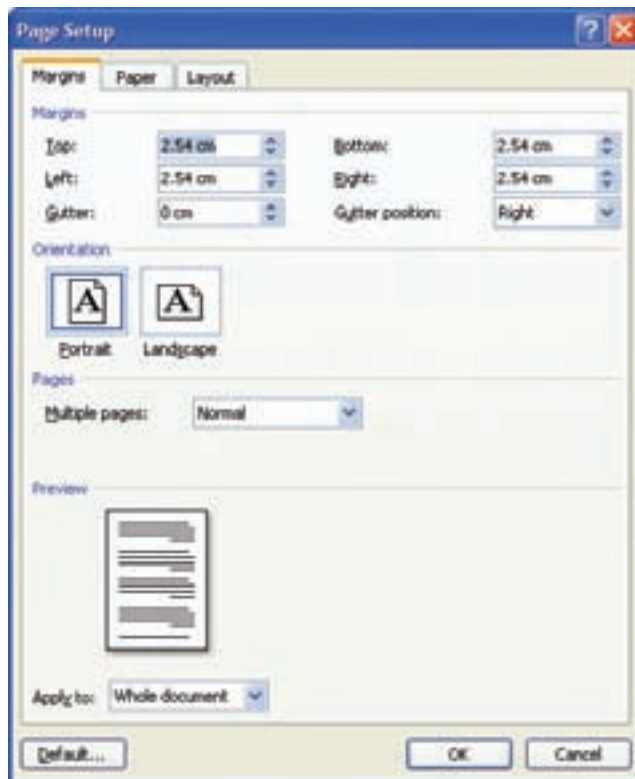 Page Setup
Margins Paper Layout
Margins
Top: 2.54 cm Bottom: 2.54 cm
Left: 2.54 cm Right: 2.54 cm
Gutter: 0 cm Gutter position: Right
Orientation
A A
Portrait Landscape
Pages
Multiple pages: Normal
Preview
Apply to: Whole document
Default... OK Cancel